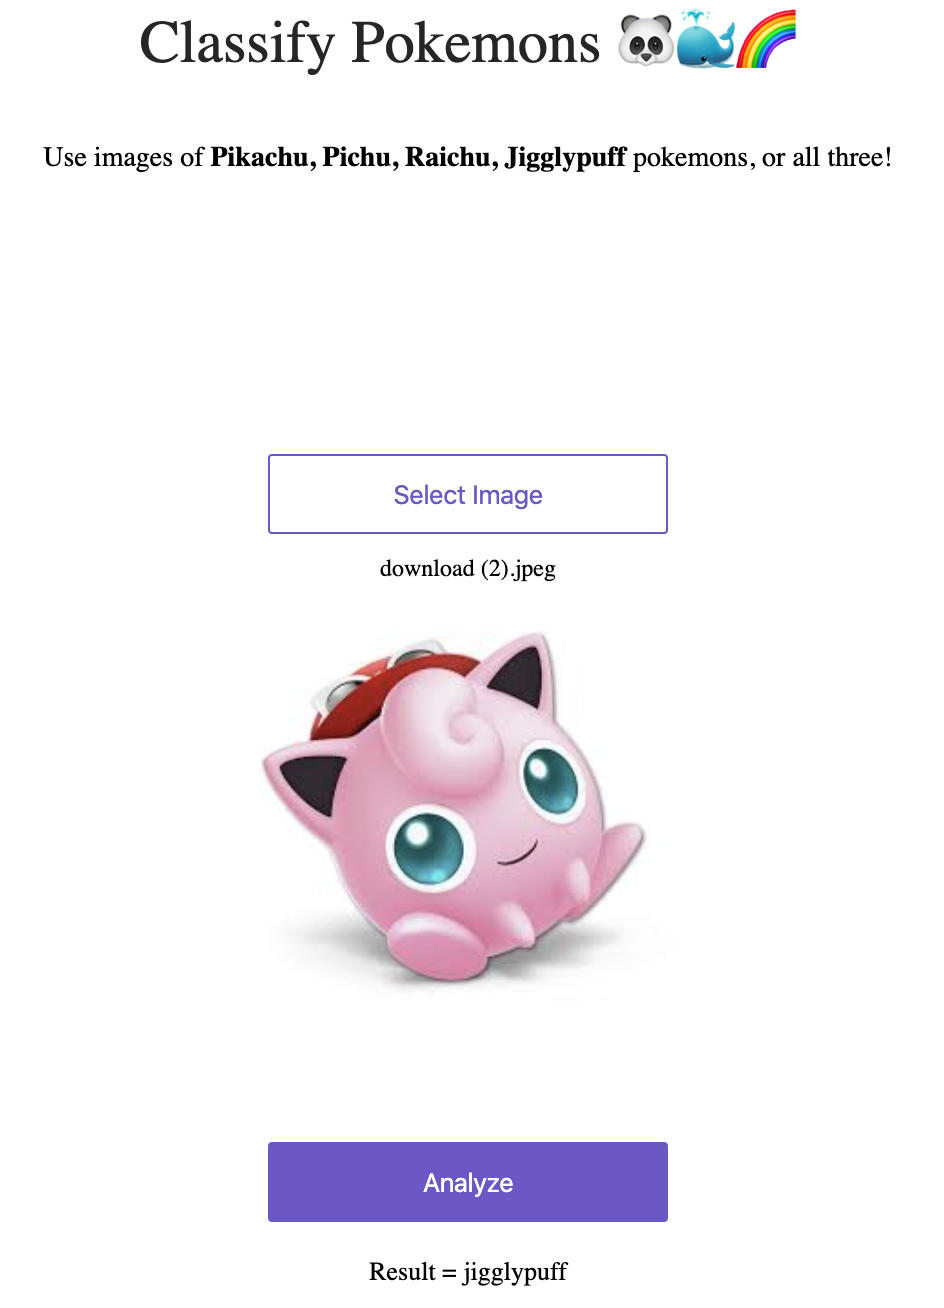 Classify Pokemons 🐼🐳🌈
Use images of Pikachu, Pichu, Raichu, Jigglypuff pokemons, or all three!
Select Image
download (2).jpeg
Analyze
Result = jigglypuff